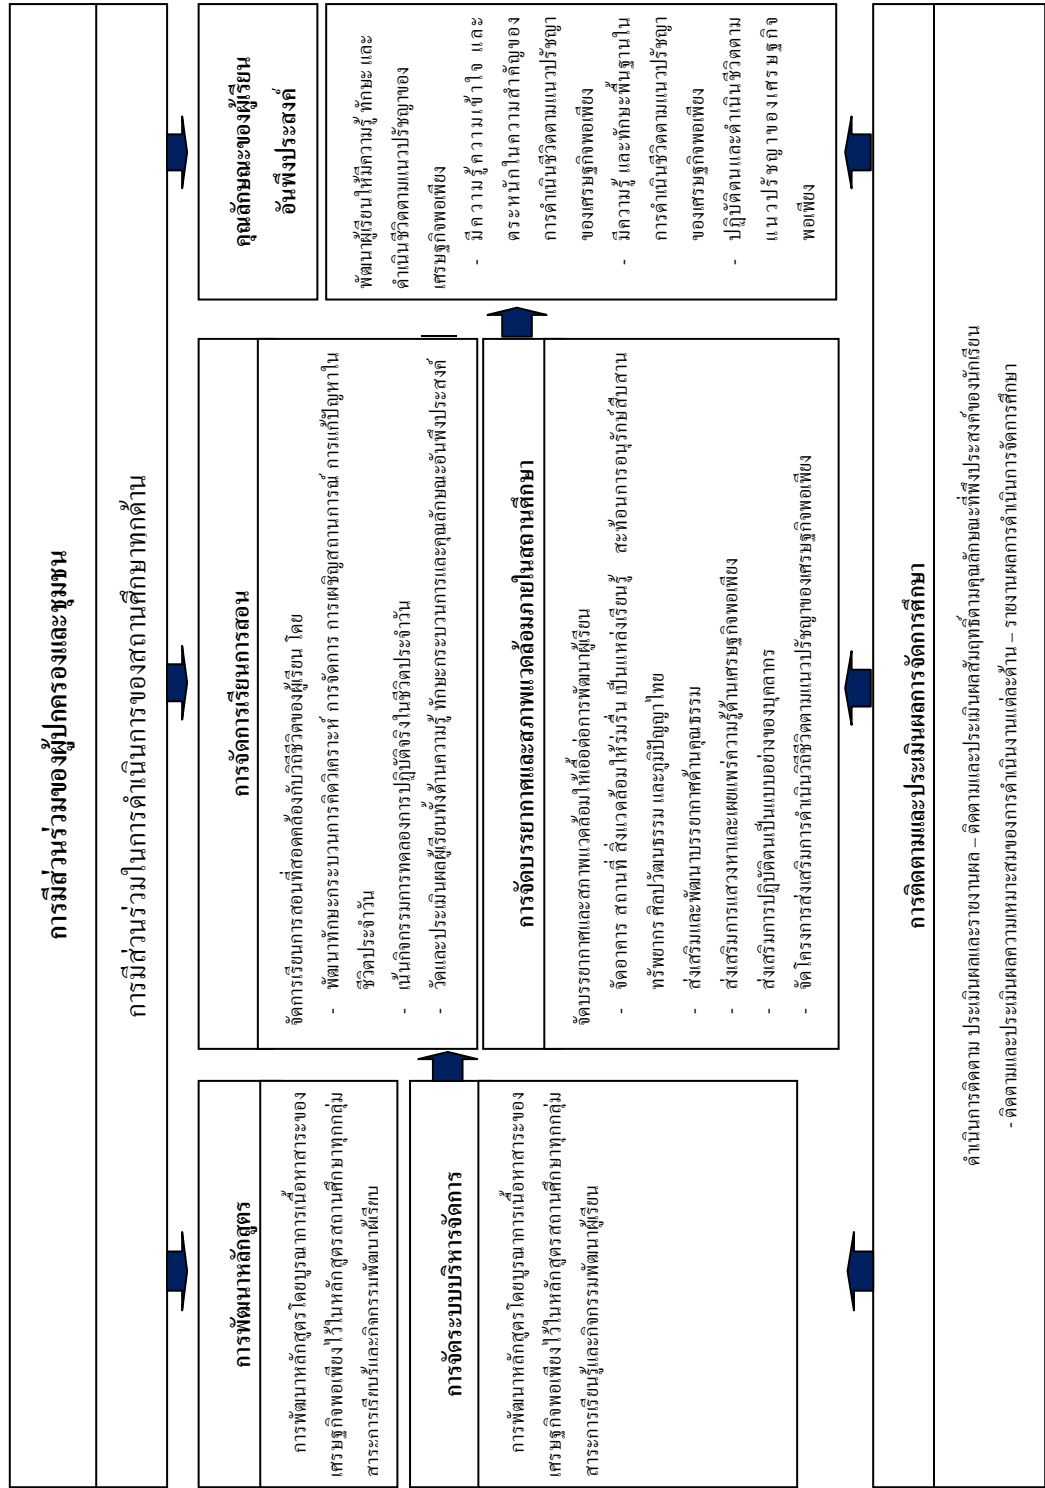 การมีส่วนร่วมของผู้ปกครองและชุมชน
การมีส่วนร่วมในการดำเนินการของสถานศึกษาทุกด้าน
การพัฒนาหลักสูตร
การพัฒนาหลักสูตรโดยบูรณาการเนื้อหาสาระของ
เศรษฐกิจพอเพียงไว้ในหลักสูตรสถานศึกษาทุกกลุ่ม
สาระการเรียนรู้และกิจกรรมพัฒนาผู้เรียน
การจัดระบบบริหารจัดการ
การพัฒนาหลักสูตรโดยบูรณาการเนื้อหาสาระของ
เศรษฐกิจพอเพียงไว้ในหลักสูตรสถานศึกษาทุกกลุ่ม
สาระการเรียนรู้และกิจกรรมพัฒนาผู้เรียน
การจัดการเรียนการสอน
จัดการเรียนการสอนที่สอดคล้องกับวิถีชีวิตของผู้เรียน โดย
- พัฒนาทักษะกระบวนการคิดวิเคราะห์ การจัดการ การเผชิญสถานการณ์ การแก้ปัญหาใน
ชีวิตประจำวัน
- เน้นกิจกรรมการทดลองการปฏิบัติจริงในชีวิตประจำวัน
- วัดและประเมินผลผู้เรียนทั้งด้านความรู้ ทักษะกระบวนการและคุณลักษณะอันพึงประสงค์
การจัดบรรยากาศและสภาพแวดล้อมภายในสถานศึกษา
จัดบรรยากาศและสภาพแวดล้อมให้เอื้อต่อการพัฒนาผู้เรียน
- จัดอาคาร สถานที่ สิ่งแวดล้อมให้ร่มรื่น เป็นแหล่งเรียนรู้ สะท้อนการอนุรักษ์สืบสาน
ทรัพยากร ศิลปวัฒนธรรม และภูมิปัญญาไทย
- ส่งเสริมและพัฒนาบรรยากาศด้านคุณธรรม
- ส่งเสริมการแสวงหาและเผยแพร่ความรู้ด้านเศรษฐกิจพอเพียง
- ส่งเสริมการปฏิบัติตนเป็นแบบอย่างของบุคลากร
- จัดโครงการส่งเสริมการดำเนินวิถีชีวิตตามแนวปรัชญาของเศรษฐกิจพอเพียง
คุณลักษณะของผู้เรียน
อันพึงประสงค์
พัฒนาผู้เรียนให้มีความรู้ ทักษะ และ
ดำเนินชีวิตตามแนวปรัชญาของ
เศรษฐกิจพอเพียง
- มีความรู้ความเข้าใจ และ
ตระหนักในความสำคัญของ
การดำเนินชีวิตตามแนวปรัชญา
ของเศรษฐกิจพอเพียง
- มีความรู้ และทักษะพื้นฐานใน
การดำเนินชีวิตตามแนวปรัชญา
ของเศรษฐกิจพอเพียง
- ปฏิบัติตนและดำเนินชีวิตตาม
แนวปรัชญาของเศรษฐกิจ
พอเพียง
การติดตามและประเมินผลการจัดการศึกษา
ดำเนินการติดตาม ประเมินผลและรายงานผล – ติดตามและประเมินผลสัมฤทธิ์ตามคุณลักษณะที่พึงประสงค์ของนักเรียน
- ติดตามและประเมินผลความเหมาะสมของการดำเนินงานแต่ละด้าน – รายงานผลการดำเนินการจัดการศึกษา